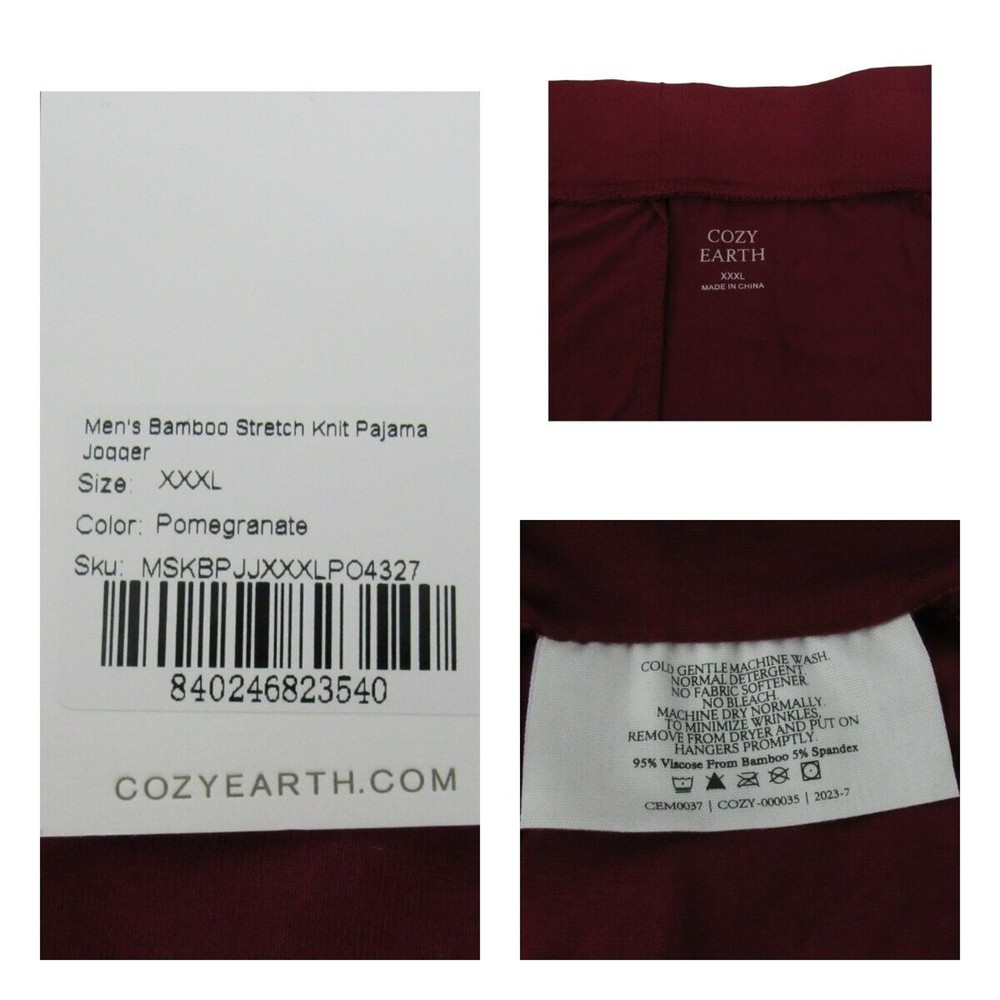 Men's Bamboo Stretch Knit Pajama
Jogger
Size: XXXL
Color: Pomegranate
Sku: MSKBPJJXXXLPO4327
840246823540
COZYEARTH.COM
COZY
EARTH
XXXL
MADE IN CHINA
COLD GENTLE MACHINE WASH.
NORMAL DETERGENT.
NO FABRIC SOFTENER.
NO BLEACH.
MACHINE DRY NORMALLY.
TO MINIMIZE WRINKLES,
REMOVE FROM DRYER AND PUT ON
HANGERS PROMPTLY.
95% Viscose From Bamboo 5% Spandex
CEM0037 | COZY-000035 | 2023-7